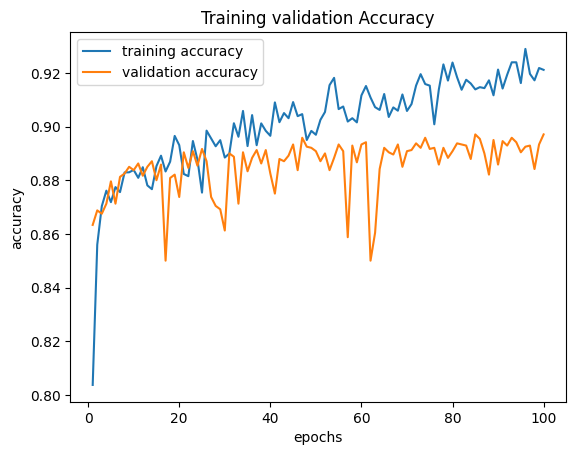 Training validation Accuracy
training accuracy
validation accuracy
0.92
0.90
0.88
0.86
0.84
0.82
0.80
accuracy
0
20
40
60
80
100
epochs